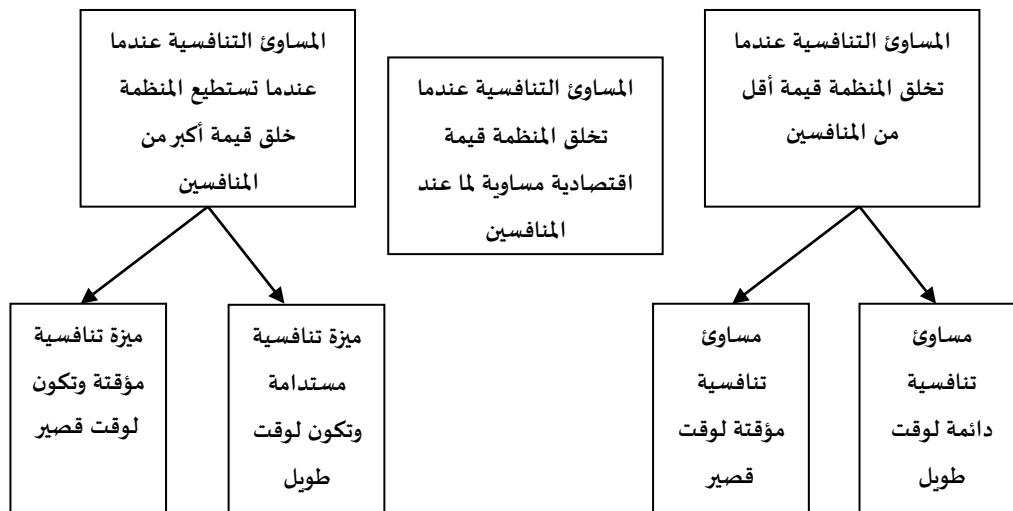 المساوئ التنافسية عندما
تخلق المنظمة قيمة أقل
من المنافسين
المساوئ التنافسية عندما
تخلق المنظمة قيمة
اقتصادية مساوية لما عند
المنافسين
المساوئ التنافسية عندما
عندما تستطيع المنظمة
خلق قيمة أكبر من
المنافسين
مساوئ
تنافسية
دائمة لوقت
طويل
مساوئ
تنافسية
مؤقتة لوقت
قصير
ميزة تنافسية
مستدامة
وتكون لوقت
طويل
ميزة تنافسية
مؤقتة وتكون
لوقت قصير